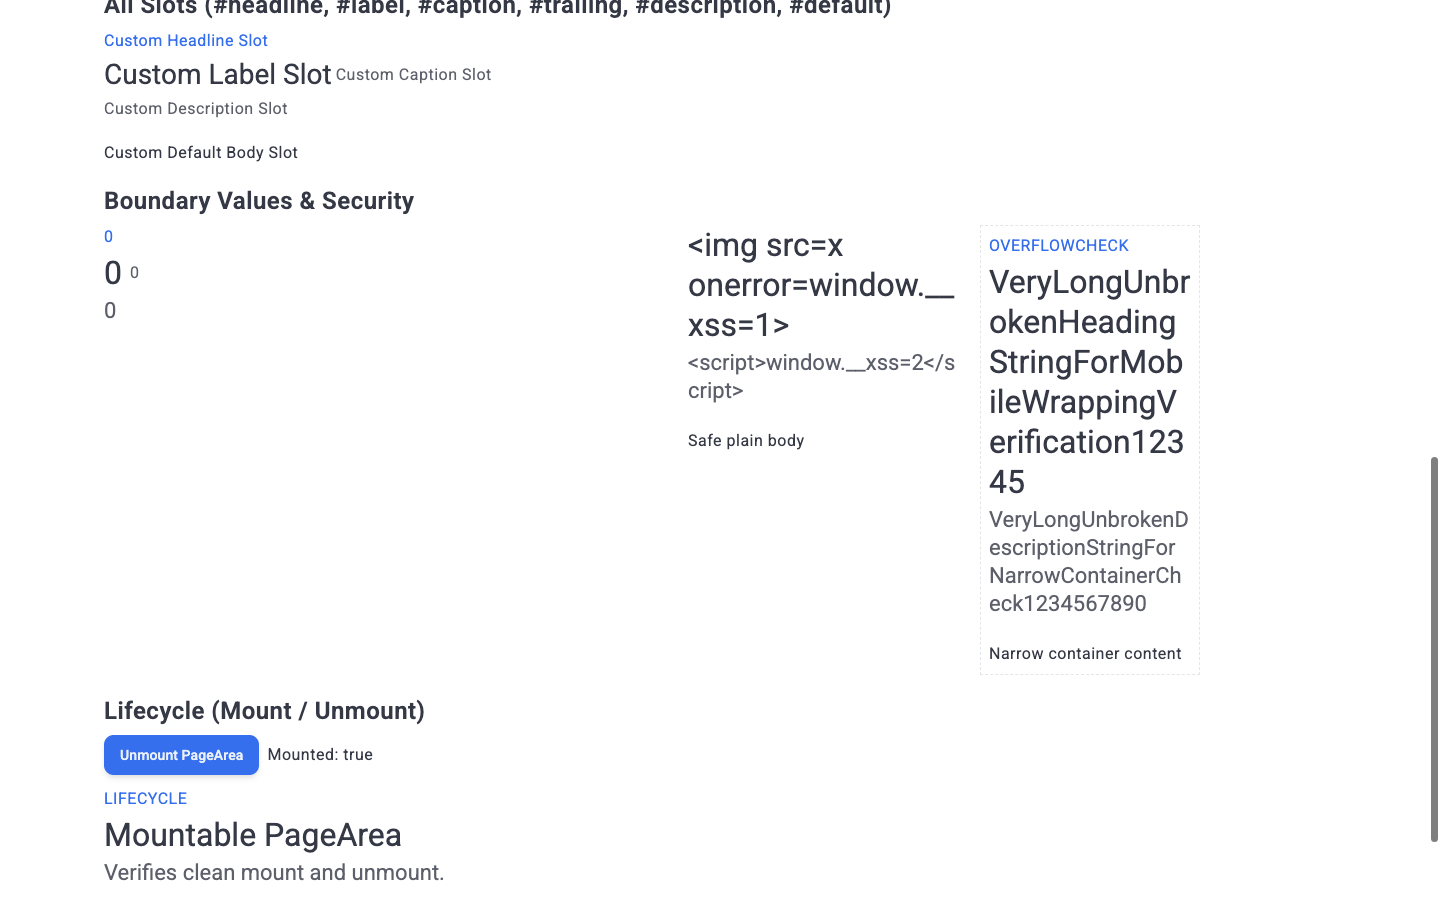 All Slots (#headline, #label, #caption, #trailing, #description, #default)
Custom Headline Slot
Custom Label Slot Custom Caption Slot
Custom Description Slot
Custom Default Body Slot
Boundary Values & Security
0
0 0
0
<img src=x
onerror=window.__
xss=1>
<script>window.__xss=2</s
cript>
Safe plain body
OVERFLOWCHECK
VeryLongUnbr
okenHeading
StringForMob
ileWrappingV
erification123
45
VeryLongUnbrokenD
escriptionStringFor
NarrowContainerCh
eck1234567890
Narrow container content
Lifecycle (Mount / Unmount)
Unmount PageArea Mounted: true
LIFECYCLE
Mountable PageArea
Verifies clean mount and unmount.